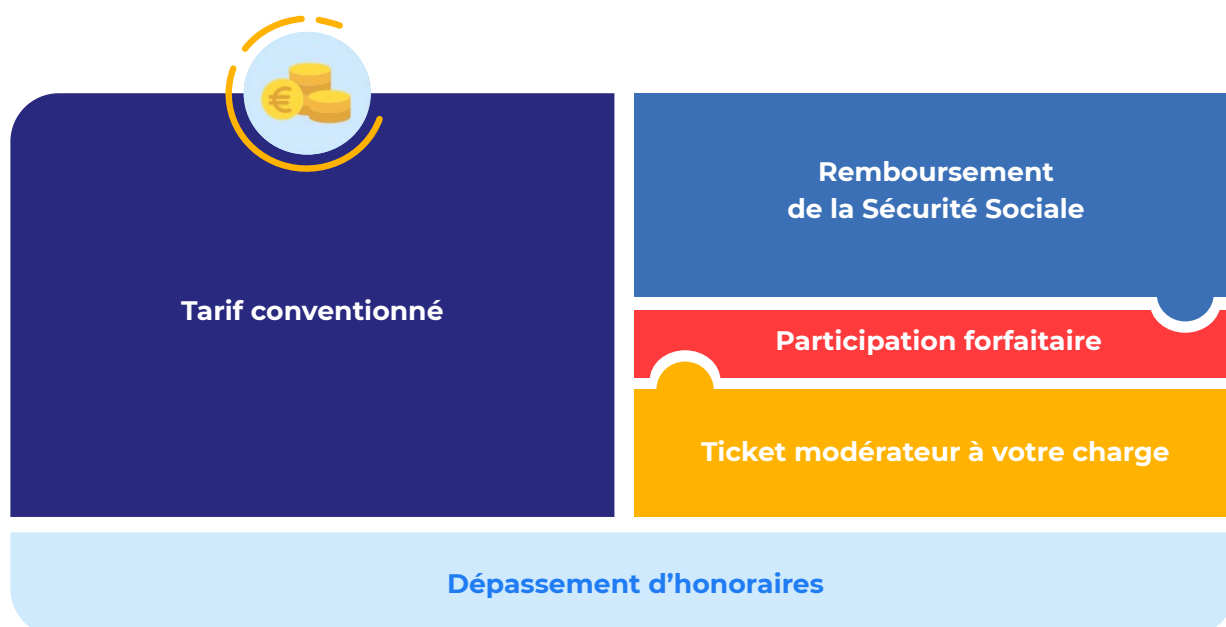 Tarif conventionné
Remboursement
de la Sécurité Sociale
Participation forfaitaire
Ticket modérateur à votre charge
Dépassement d’honoraires